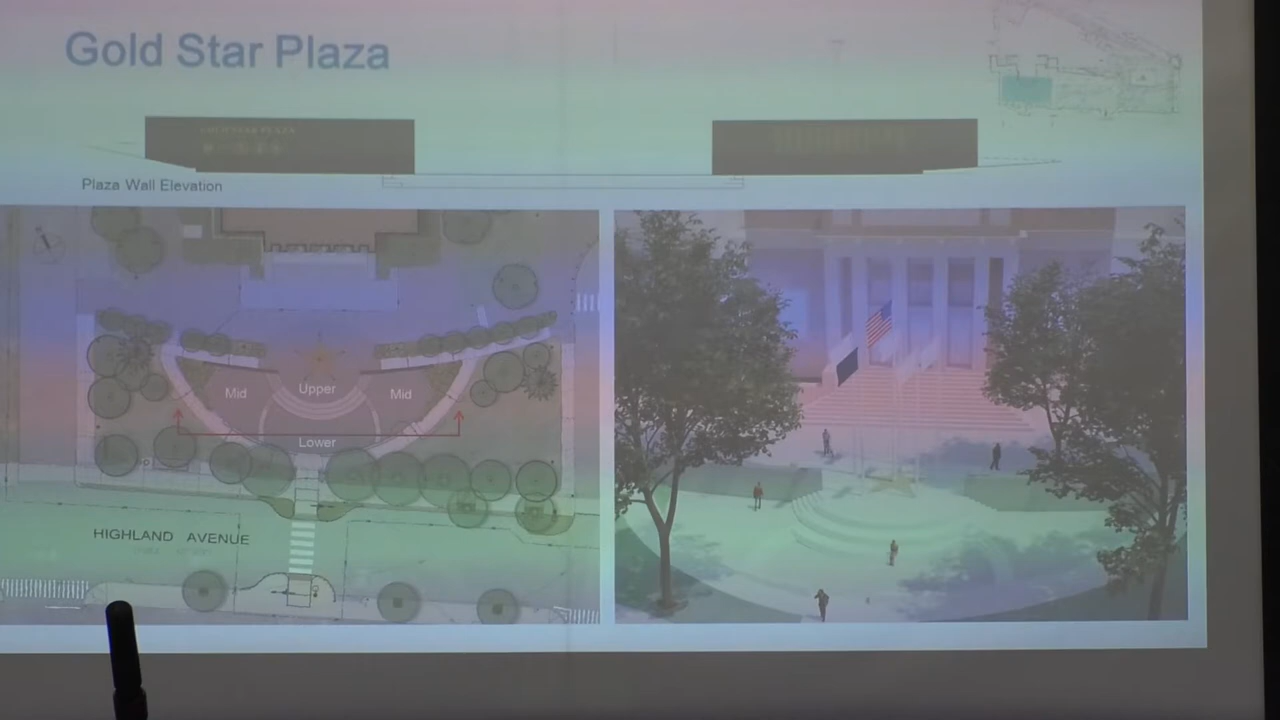 Gold Star Plaza
Plaza Wall Elevation
Mid
Upper
Mid
Lower
HIGHLAND AVENUE